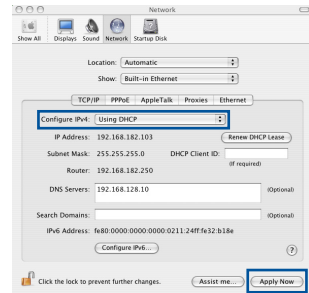 Network
Show All Displays Sound Network Startup Disk
Location: Automatic
Show: Built-in Ethernet
TCP/IP PPPoE AppleTalk Proxies Ethernet
Configure IPv4: Using DHCP
IP Address: 192.168.182.103 Renew DHCP Lease
Subnet Mask: 255.255.255.0 DHCP Client ID:
(If required)
Router: 192.168.182.250
DNS Servers: 192.168.128.10 (Optional)
Search Domains: (Optional)
IPv6 Address: fe80:0000:0000:0000:0211:24ff:fe32:b18e
Configure IPv6... ?
Click the lock to prevent further changes. Assist me... Apply Now